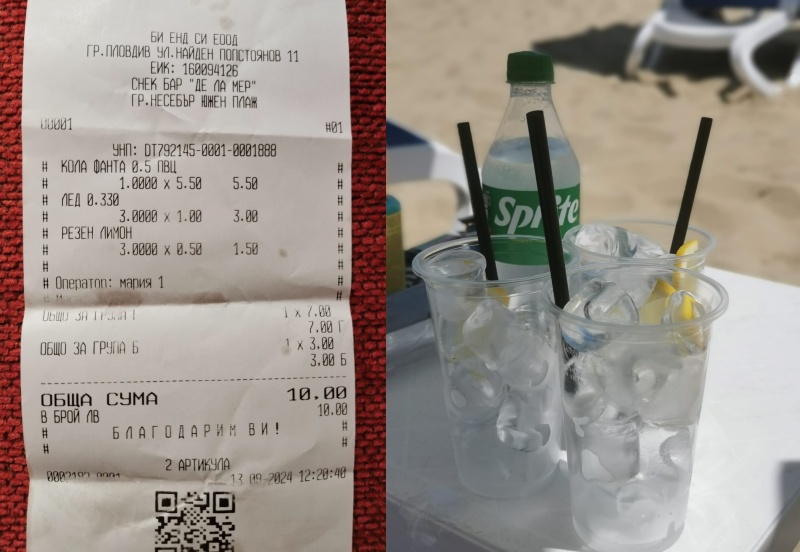 БИ ЕНД СИ ЕООД
ГР.ПЛОВДИВ УЛ.НАЙДЕН ПОПСТОЯНОВ 11
ЕИК: 160094126
СНЕК БАР "ДЕ ЛА МЕР"
ГР.НЕСЕБЪР ЮЖЕН ПЛАЖ
00001 #01
УНП: DT792145-0001-0001888
# КОЛА ФАНТА 0.5 ПВЦ #
# 1.0000 x 5.50 5.50 #
# ЛЕД 0.330 #
# 3.0000 x 1.00 3.00 #
# РЕЗЕН ЛИМОН #
# 3.0000 x 0.50 1.50 #
# #
# Оператор: мария 1 #
ОБЩО ЗА ГРУПА Г 1 x 7.00
7.00 Г
ОБЩО ЗА ГРУПА Б 1 x 3.00
3.00 Б
ОБЩА СУМА 10.00
В БРОЙ ЛВ 10.00
# БЛАГОДАРИМ ВИ! #
# #
2 АРТИКУЛА
13-09-2024 12:20:40
Sprite